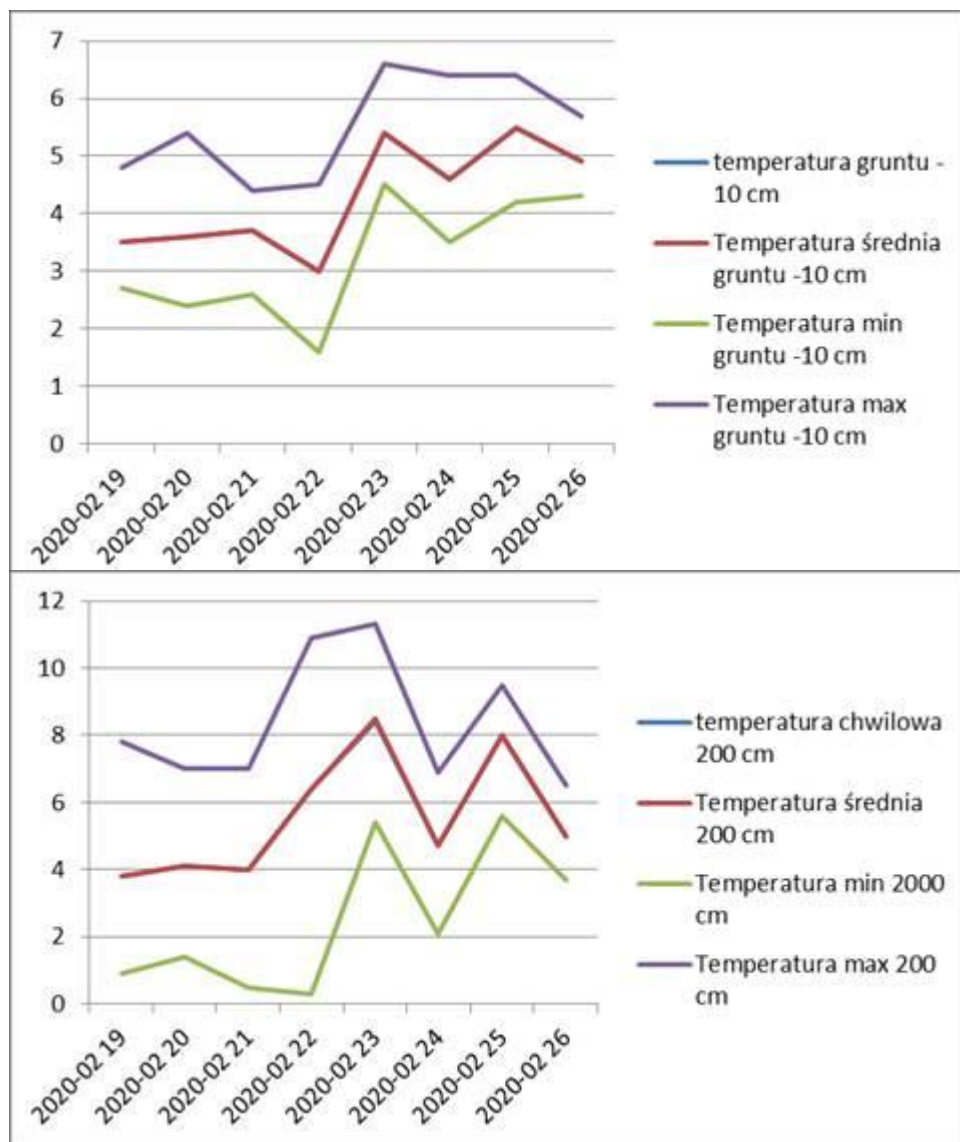 7
6
5
4
3
2
1
0
2020-02 19
2020-02 20
2020-02 21
2020-02 22
2020-02 23
2020-02 24
2020-02 25
2020-02 26
temperatura gruntu -
10 cm
Temperatura średnia
gruntu -10 cm
Temperatura min
gruntu -10 cm
Temperatura max
gruntu -10 cm
12
10
8
6
4
2
0
2020-02 19
2020-02 20
2020-02 21
2020-02 22
2020-02 23
2020-02 24
2020-02 25
2020-02 26
temperatura chwilowa
200 cm
Temperatura średnia
200 cm
Temperatura min 2000
cm
Temperatura max 200
cm